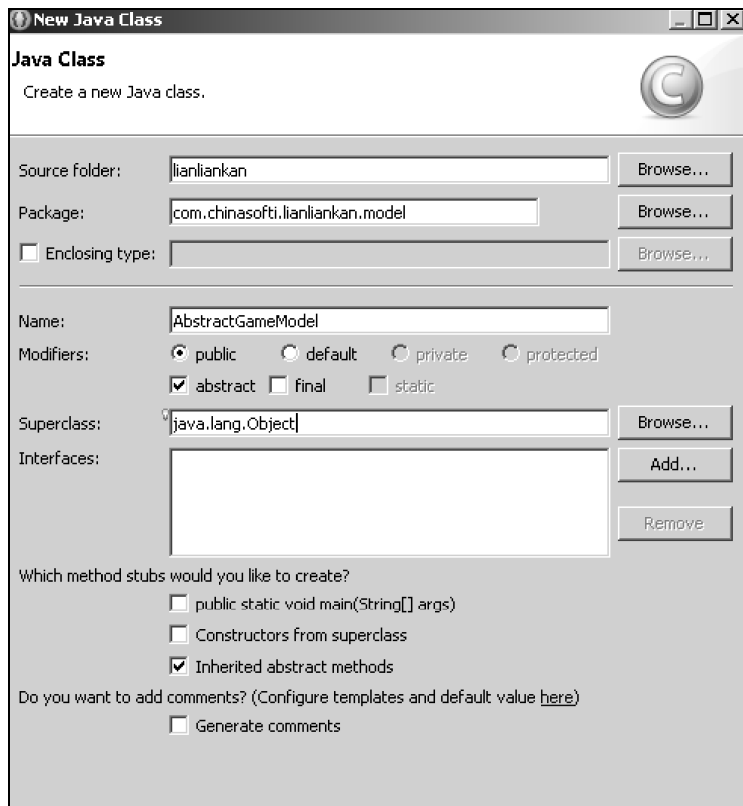 New Java Class
Java Class
Create a new Java class.
C
Source folder: lianliankan Browse...
Package: com.chinasofti.lianliankan.model Browse...
Enclosing type: Browse...
Name: AbstractGameModel
Modifiers: public default private protected
abstract final static
Superclass: java.lang.Object Browse...
Interfaces: Add...
Remove
Which method stubs would you like to create?
public static void main(String[] args)
Constructors from superclass
Inherited abstract methods
Do you want to add comments? (Configure templates and default value here)
Generate comments